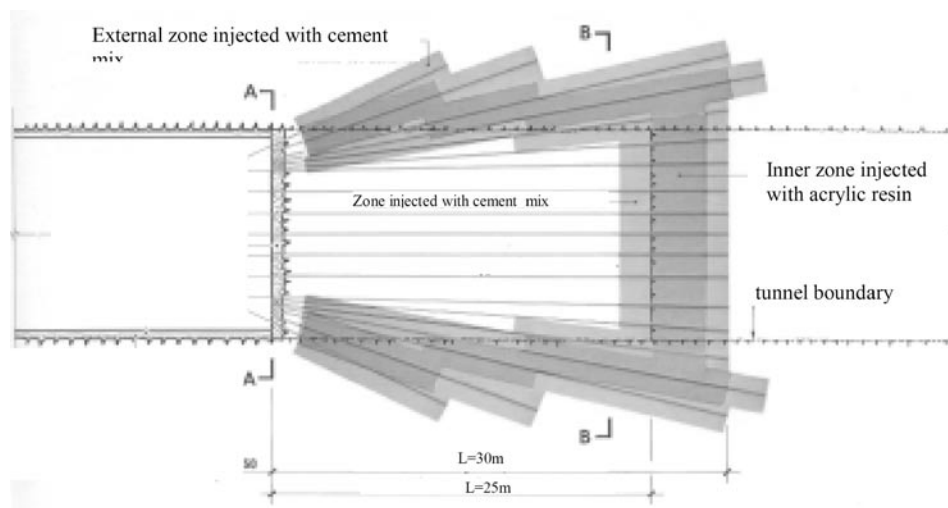 External zone injected with cement
mix
B
A
Inner zone injected
with acrylic resin
Zone injected with cement mix
tunnel boundary
A
B
50
L=30m
L=25m